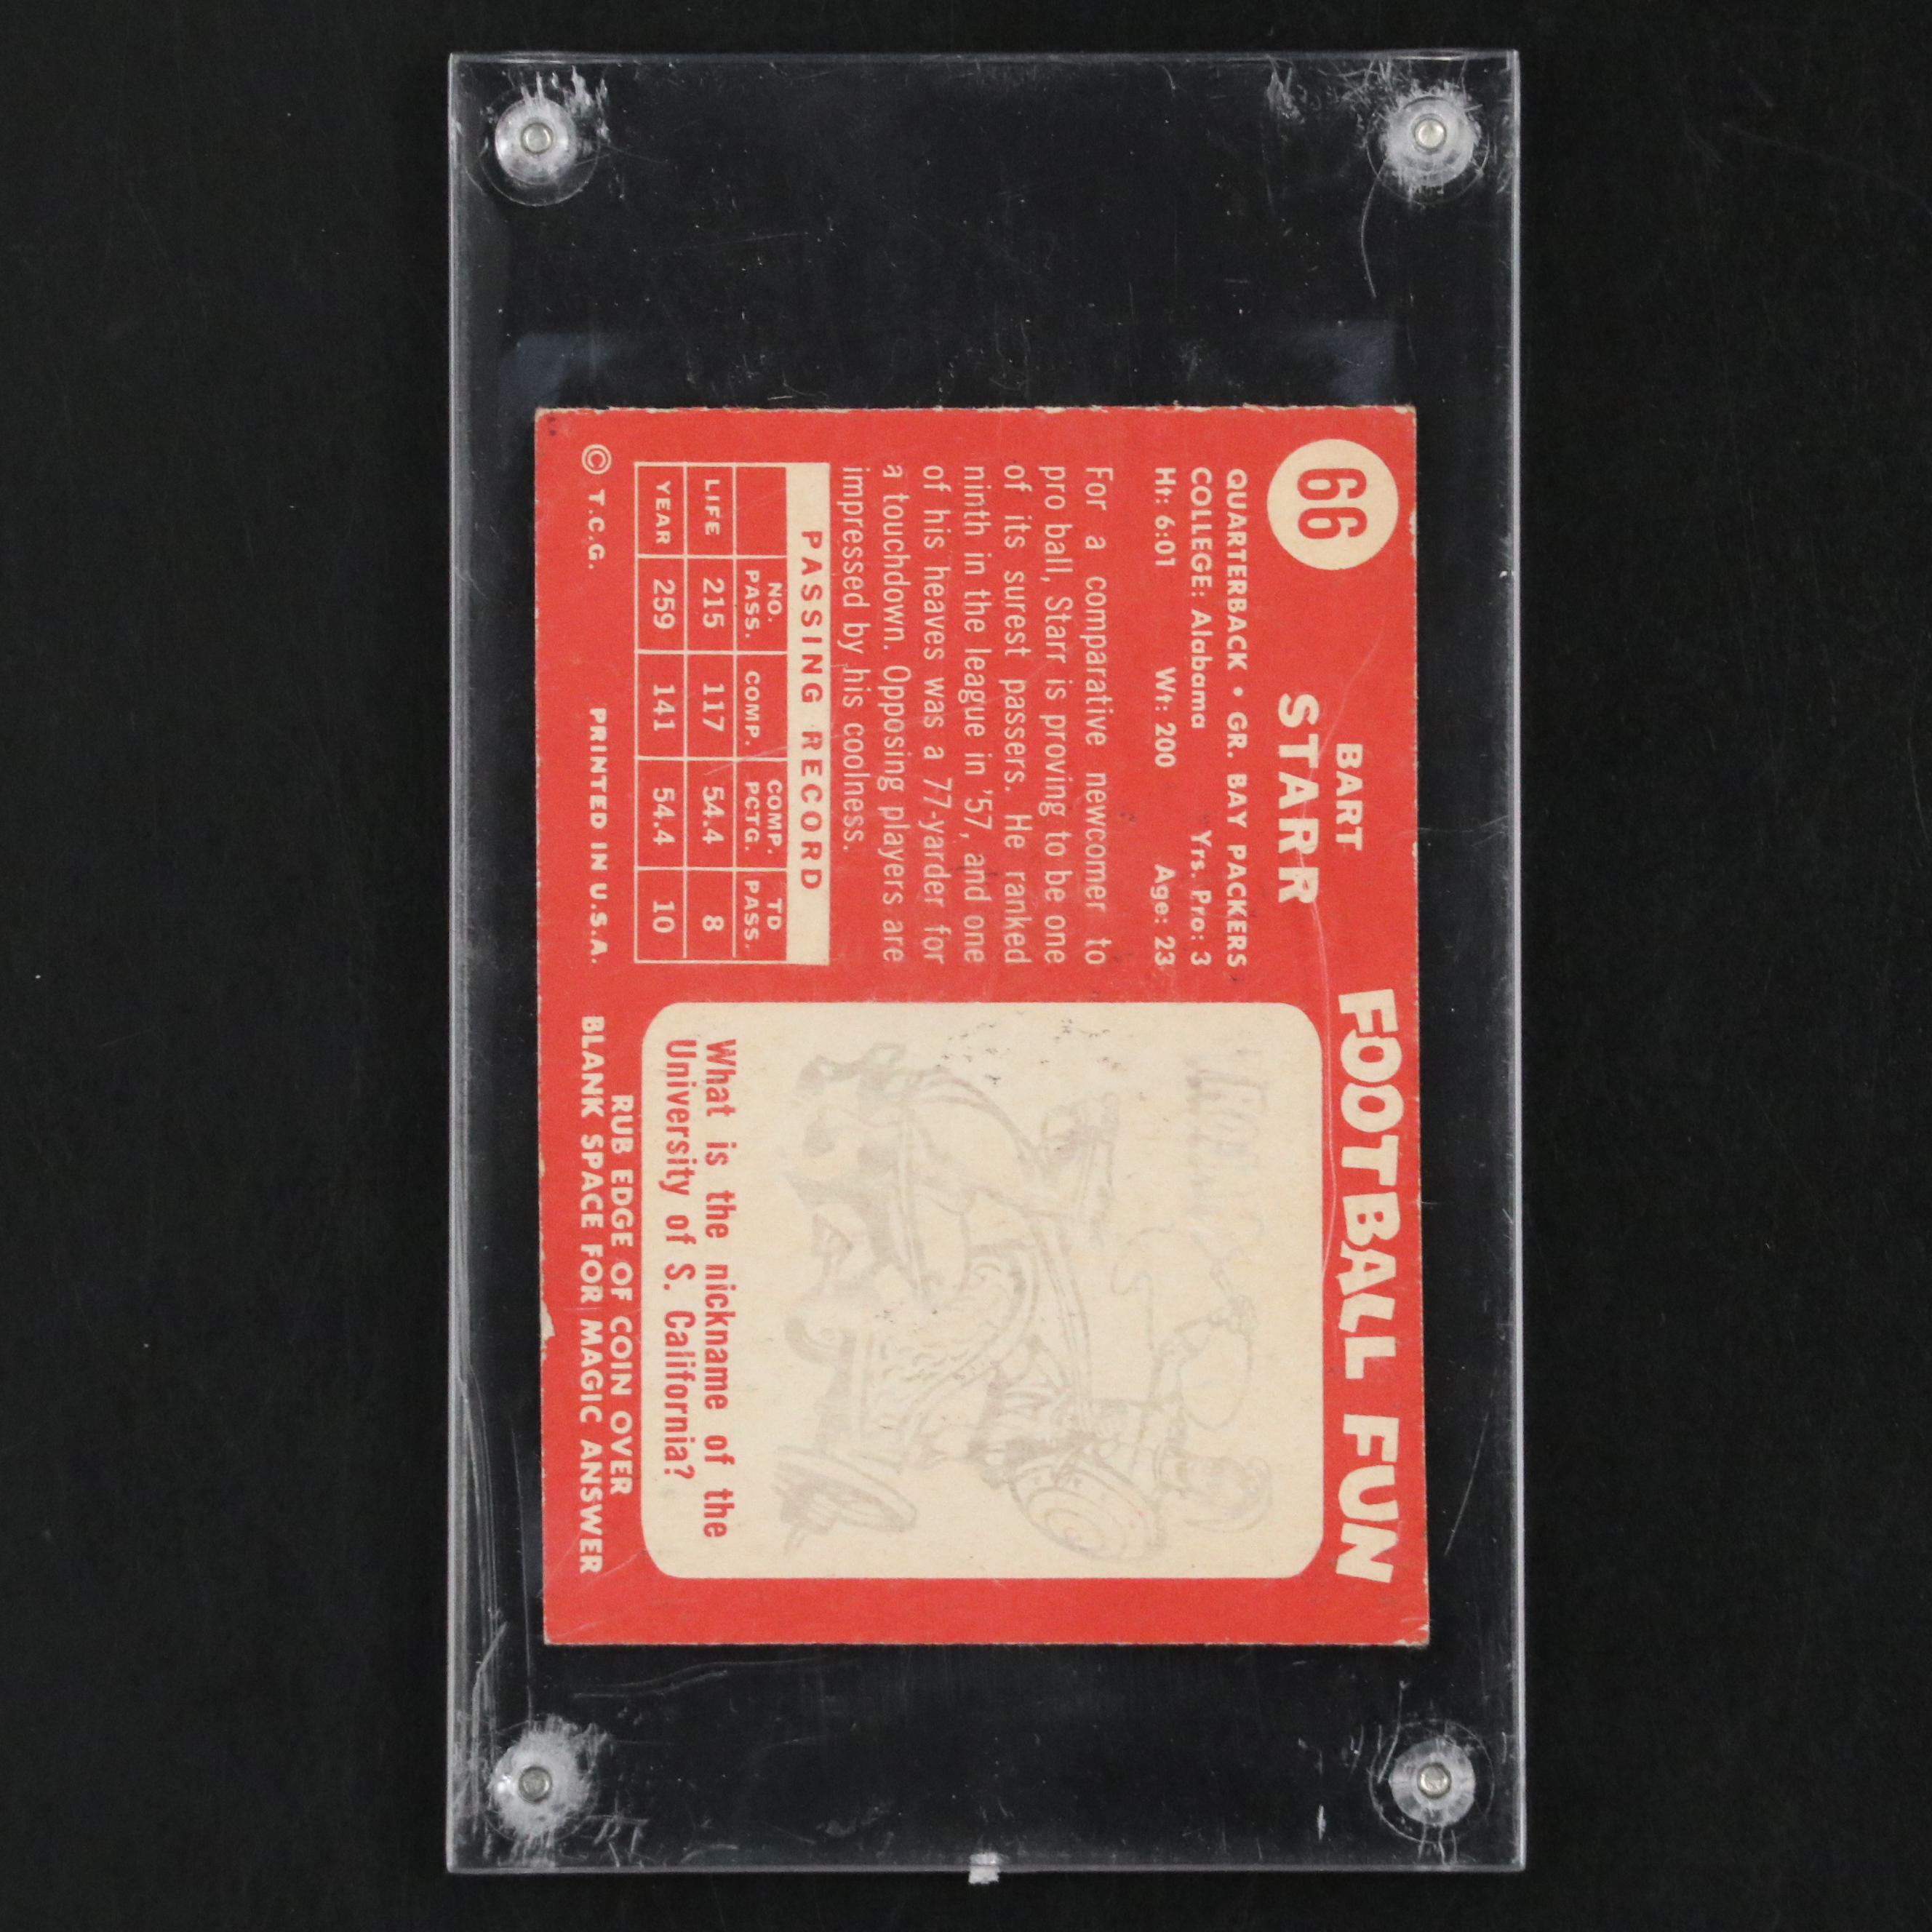 66
BART
STARR
QUARTERBACK • GR. BAY PACKERS
COLLEGE: Alabama Yrs. Pro: 3
Ht: 6:01 Wt: 200 Age: 23
For a comparative newcomer to
pro ball, Starr is proving to be one
of its surest passers. He ranked
ninth in the league in '57, and one
of his heaves was a 77-yarder for
a touchdown. Opposing players are
impressed by his coolness.
PASSING RECORD
NO. PASS. COMP. COMP. PCTG. TD PASS.
LIFE 215 117 54.4 8
YEAR 259 141 54.4 10
© T.C.G. PRINTED IN U.S.A.
FOOTBALL FUN
What is the nickname of the
University of S. California?
RUB EDGE OF COIN OVER
BLANK SPACE FOR MAGIC ANSWER